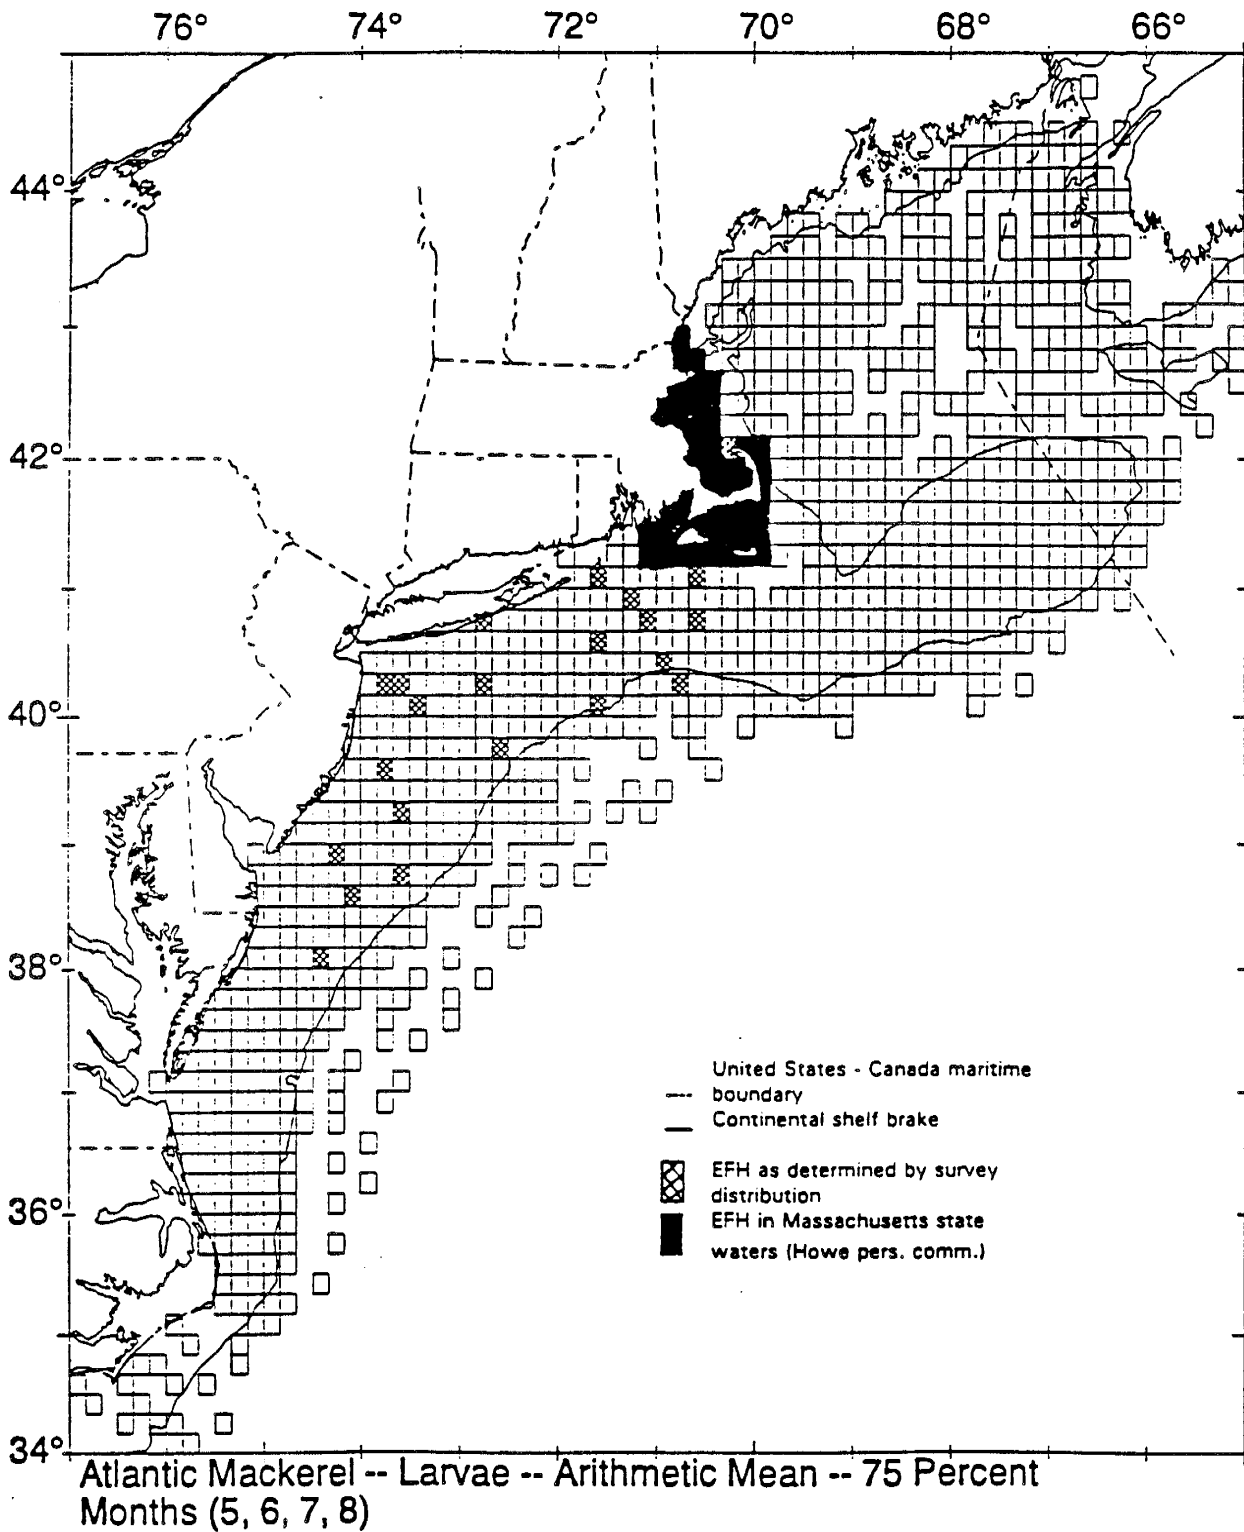 76° 74° 72° 70° 68° 66°
44°
42°
40°
38°
36°
34°
United States - Canada maritime
boundary
Continental shelf brake
EFH as determined by survey
distribution
EFH in Massachusetts state
waters (Howe pers. comm.)
Atlantic Mackerel -- Larvae -- Arithmetic Mean -- 75 Percent
Months (5, 6, 7, 8)